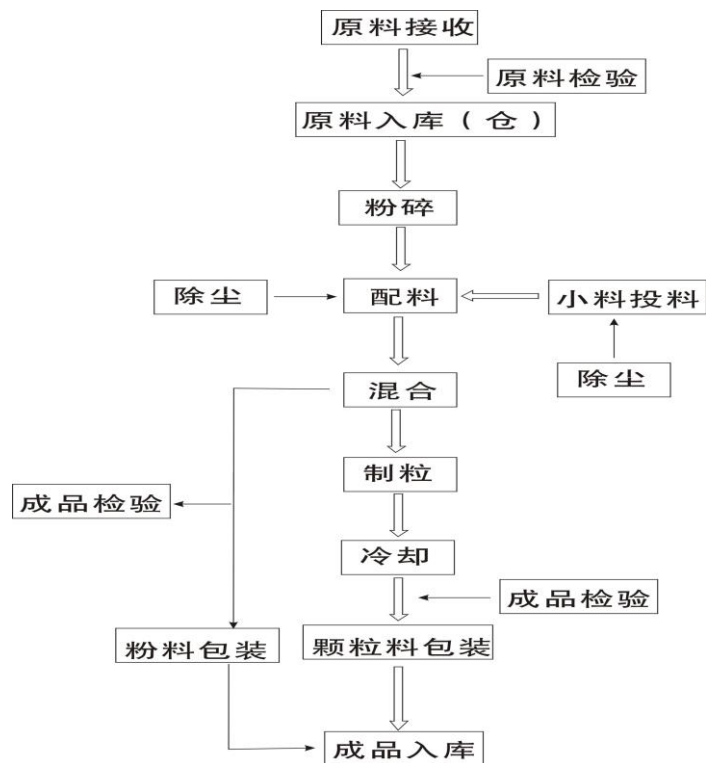 原料接收
原料检验
原料入库（仓）
粉碎
除尘
配料
小料投料
除尘
混合
制粒
成品检验
冷却
成品检验
粉料包装
颗粒料包装
成品入库